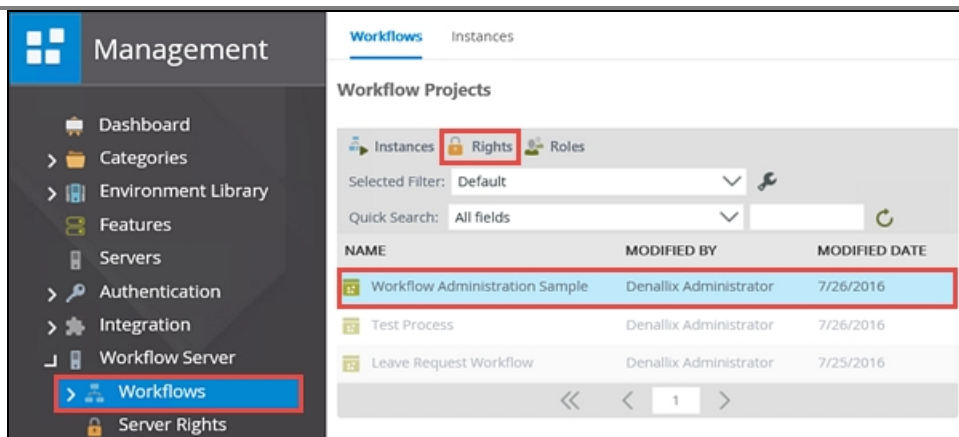 Management
Dashboard
Categories
Environment Library
Features
Servers
Authentication
Integration
Workflow Server
Workflows
Server Rights
Workflows Instances
Workflow Projects
Instances Rights Roles
Selected Filter: Default
Quick Search: All fields
NAME MODIFIED BY MODIFIED DATE
Workflow Administration Sample Denallix Administrator 7/26/2016
Test Process Denallix Administrator 7/26/2016
Leave Request Workflow Denallix Administrator 7/25/2016
1